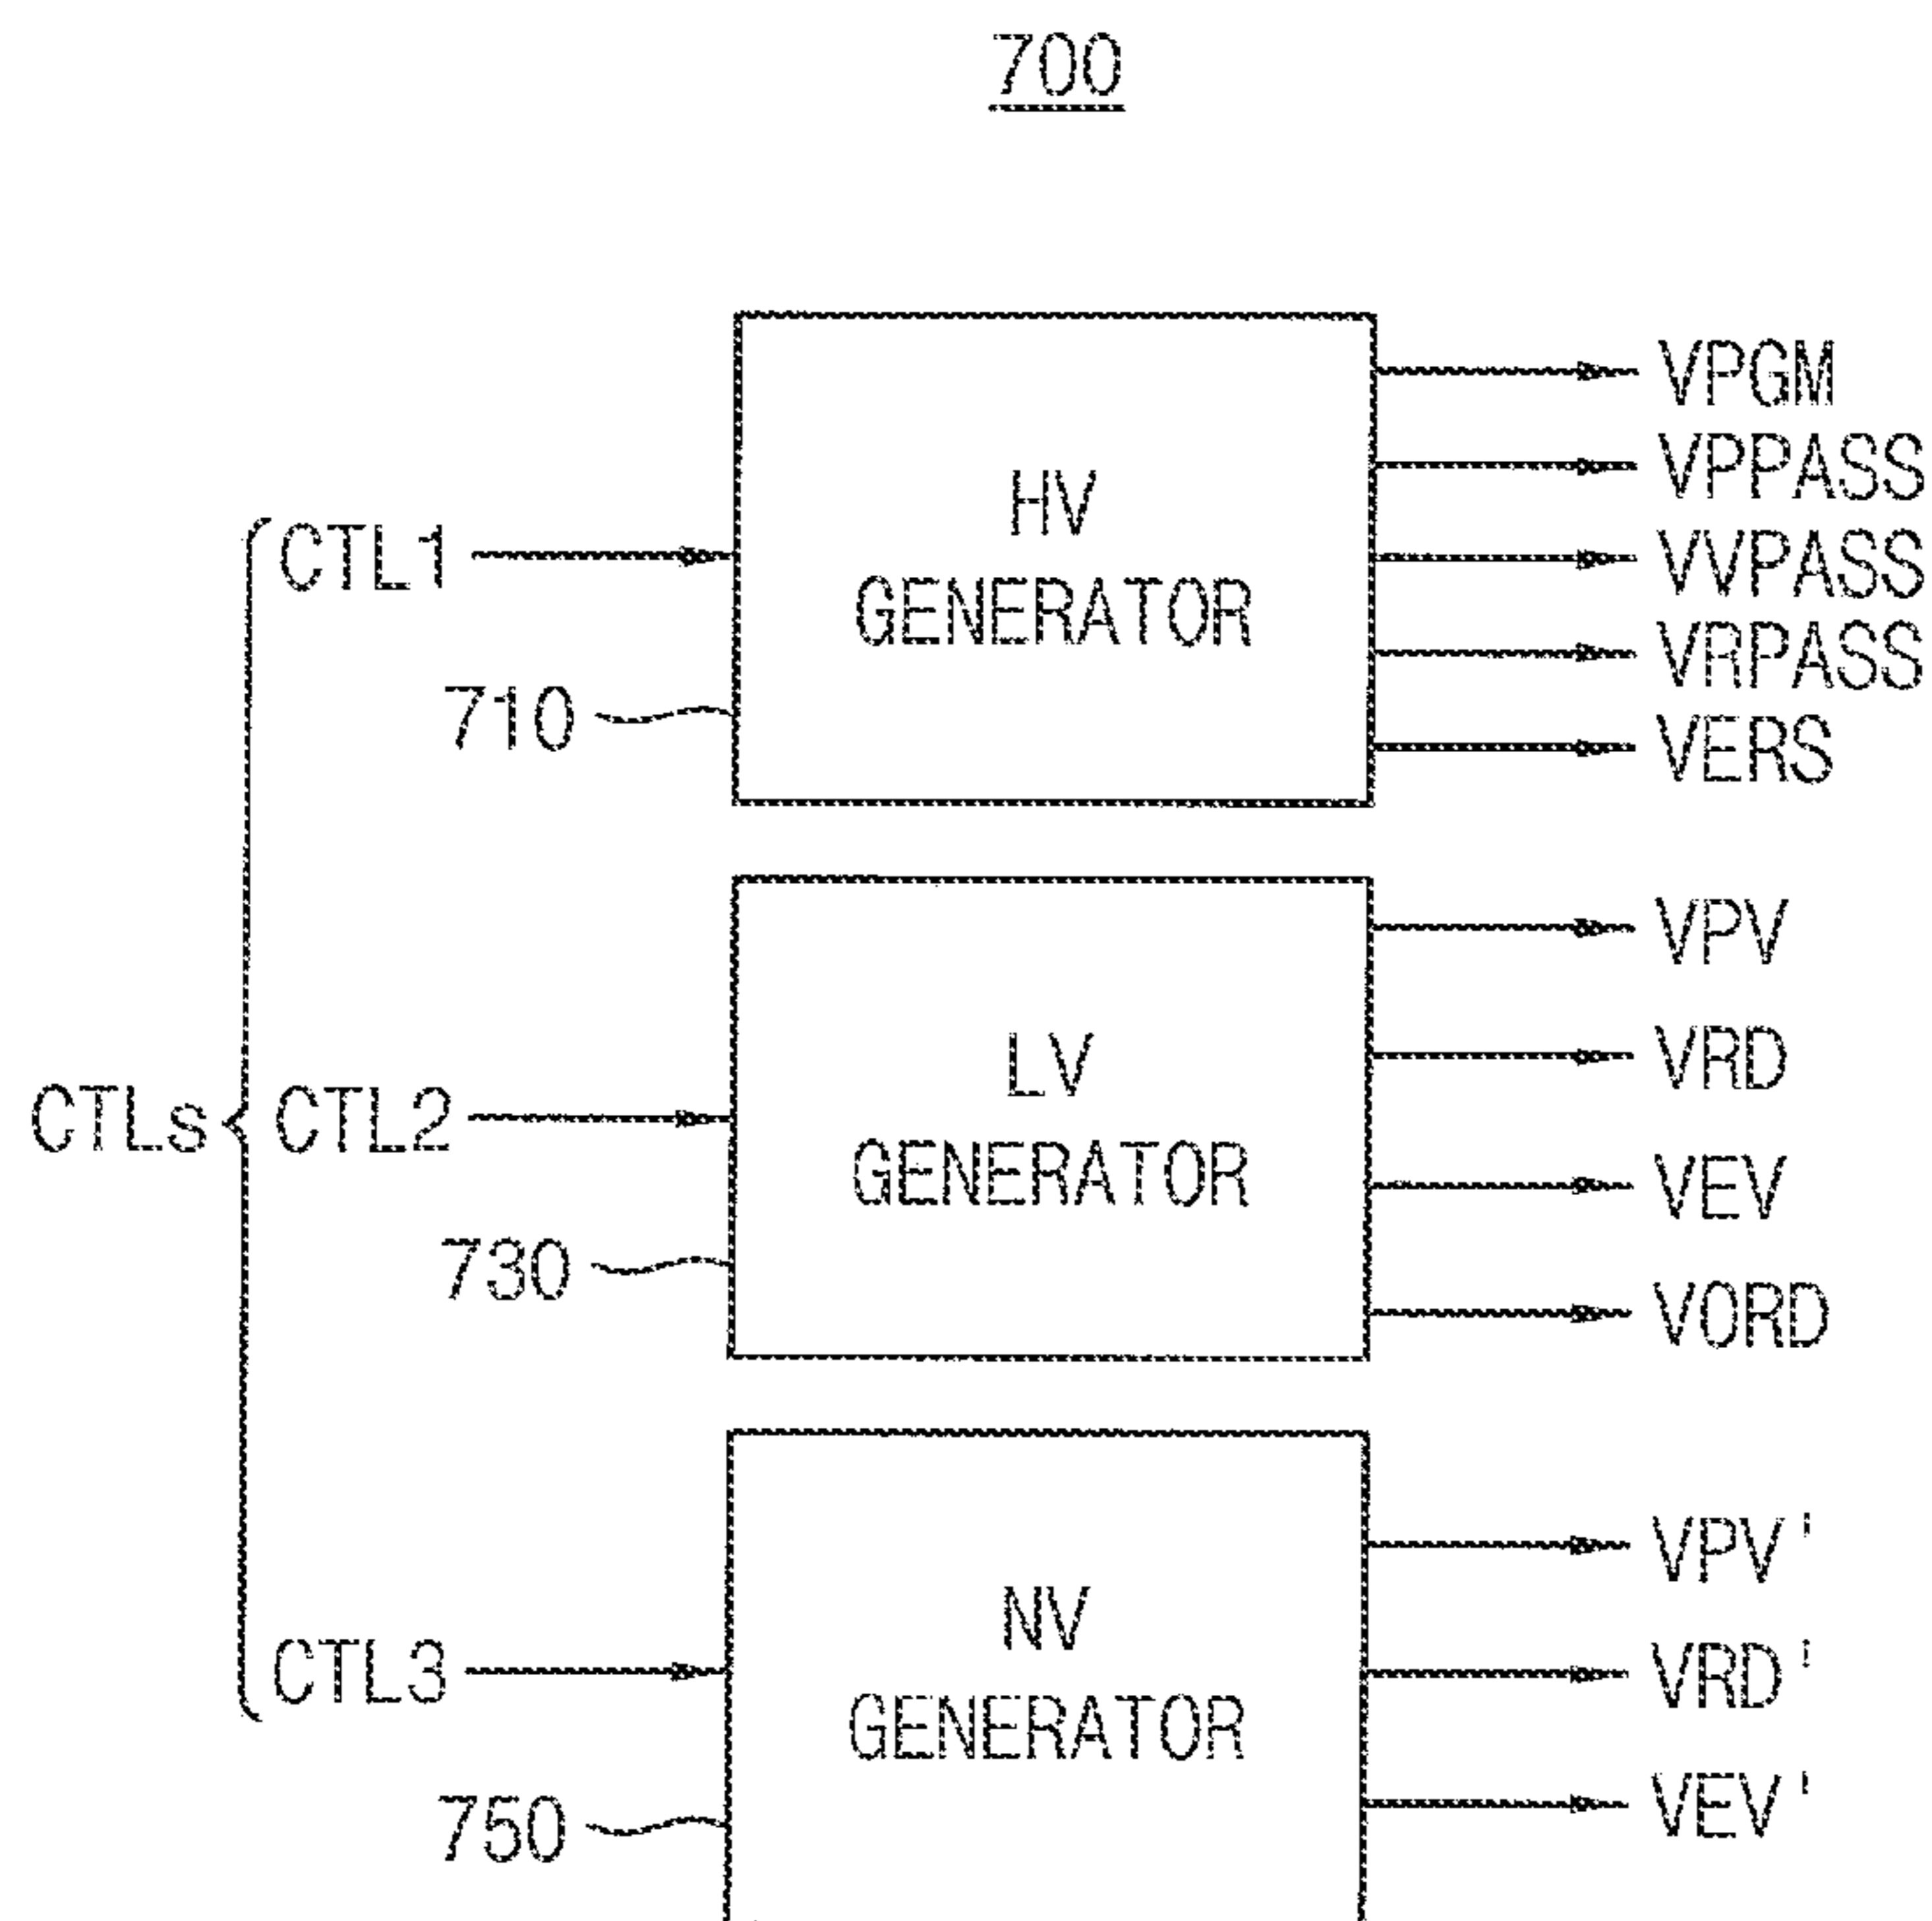 700
CTLs
CTL1
HV
GENERATOR
710
VPGM
VPPASS
VVPASS
VRPASS
VERS
CTL2
LV
GENERATOR
730
VPV
VRD
VEV
VORD
CTL3
NV
GENERATOR
750
VPV'
VRD'
VEV'